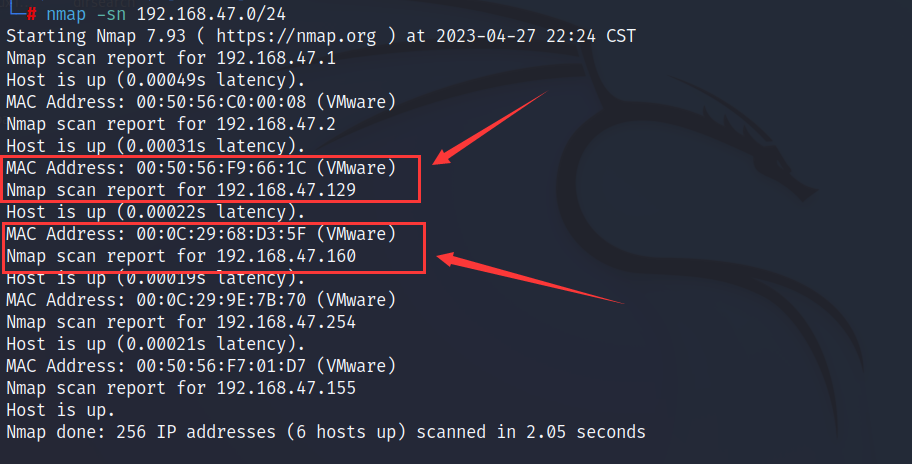 └─# nmap -sn 192.168.47.0/24
Starting Nmap 7.93 ( https://nmap.org ) at 2023-04-27 22:24 CST
Nmap scan report for 192.168.47.1
Host is up (0.00049s latency).
MAC Address: 00:50:56:C0:00:08 (VMware)
Nmap scan report for 192.168.47.2
Host is up (0.00031s latency).
MAC Address: 00:50:56:F9:66:1C (VMware)
Nmap scan report for 192.168.47.129
Host is up (0.00022s latency).
MAC Address: 00:0C:29:68:D3:5F (VMware)
Nmap scan report for 192.168.47.160
Host is up (0.00019s latency).
MAC Address: 00:0C:29:9E:7B:70 (VMware)
Nmap scan report for 192.168.47.254
Host is up (0.00021s latency).
MAC Address: 00:50:56:F7:01:D7 (VMware)
Nmap scan report for 192.168.47.155
Host is up.
Nmap done: 256 IP addresses (6 hosts up) scanned in 2.05 seconds